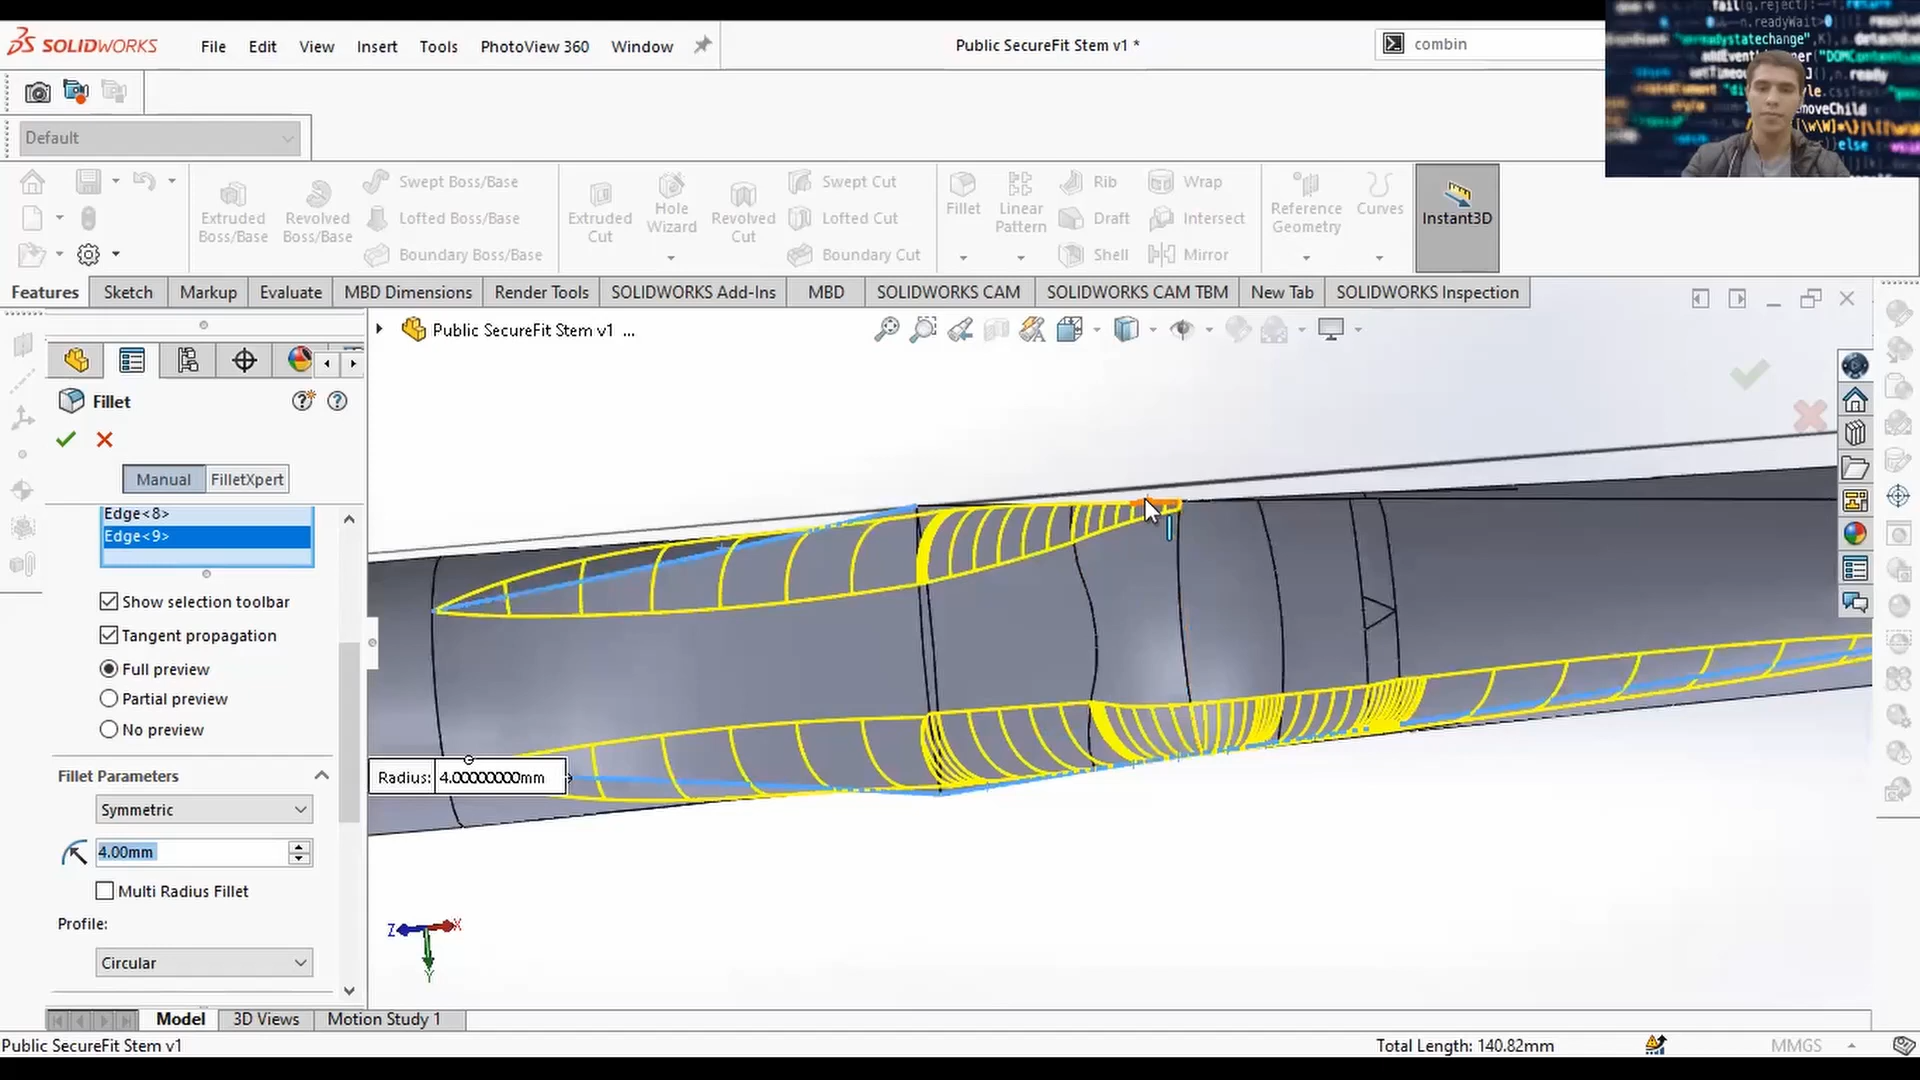 SOLIDWORKS
File Edit View Insert Tools PhotoView 360 Window
Public SecureFit Stem v1 *
combin
Default
Extruded Boss/Base
Revolved Boss/Base
Swept Boss/Base
Lofted Boss/Base
Boundary Boss/Base
Extruded Cut
Hole Wizard
Revolved Cut
Swept Cut
Lofted Cut
Boundary Cut
Fillet
Linear Pattern
Rib
Draft
Shell
Wrap
Intersect
Mirror
Reference Geometry
Curves
Instant3D
Features Sketch Markup Evaluate MBD Dimensions Render Tools SOLIDWORKS Add-Ins MBD SOLIDWORKS CAM SOLIDWORKS CAM TBM New Tab SOLIDWORKS Inspection
Public SecureFit Stem v1 ...
Fillet
Manual FilletXpert
Edge<8>
Edge<9>
Show selection toolbar
Tangent propagation
Full preview
Partial preview
No preview
Fillet Parameters
Symmetric
4.00mm
Multi Radius Fillet
Profile:
Circular
Radius: 4.00000000mm
Z X
Y
Model 3D Views Motion Study 1
Public SecureFit Stem v1
Total Length: 140.82mm
MMGS